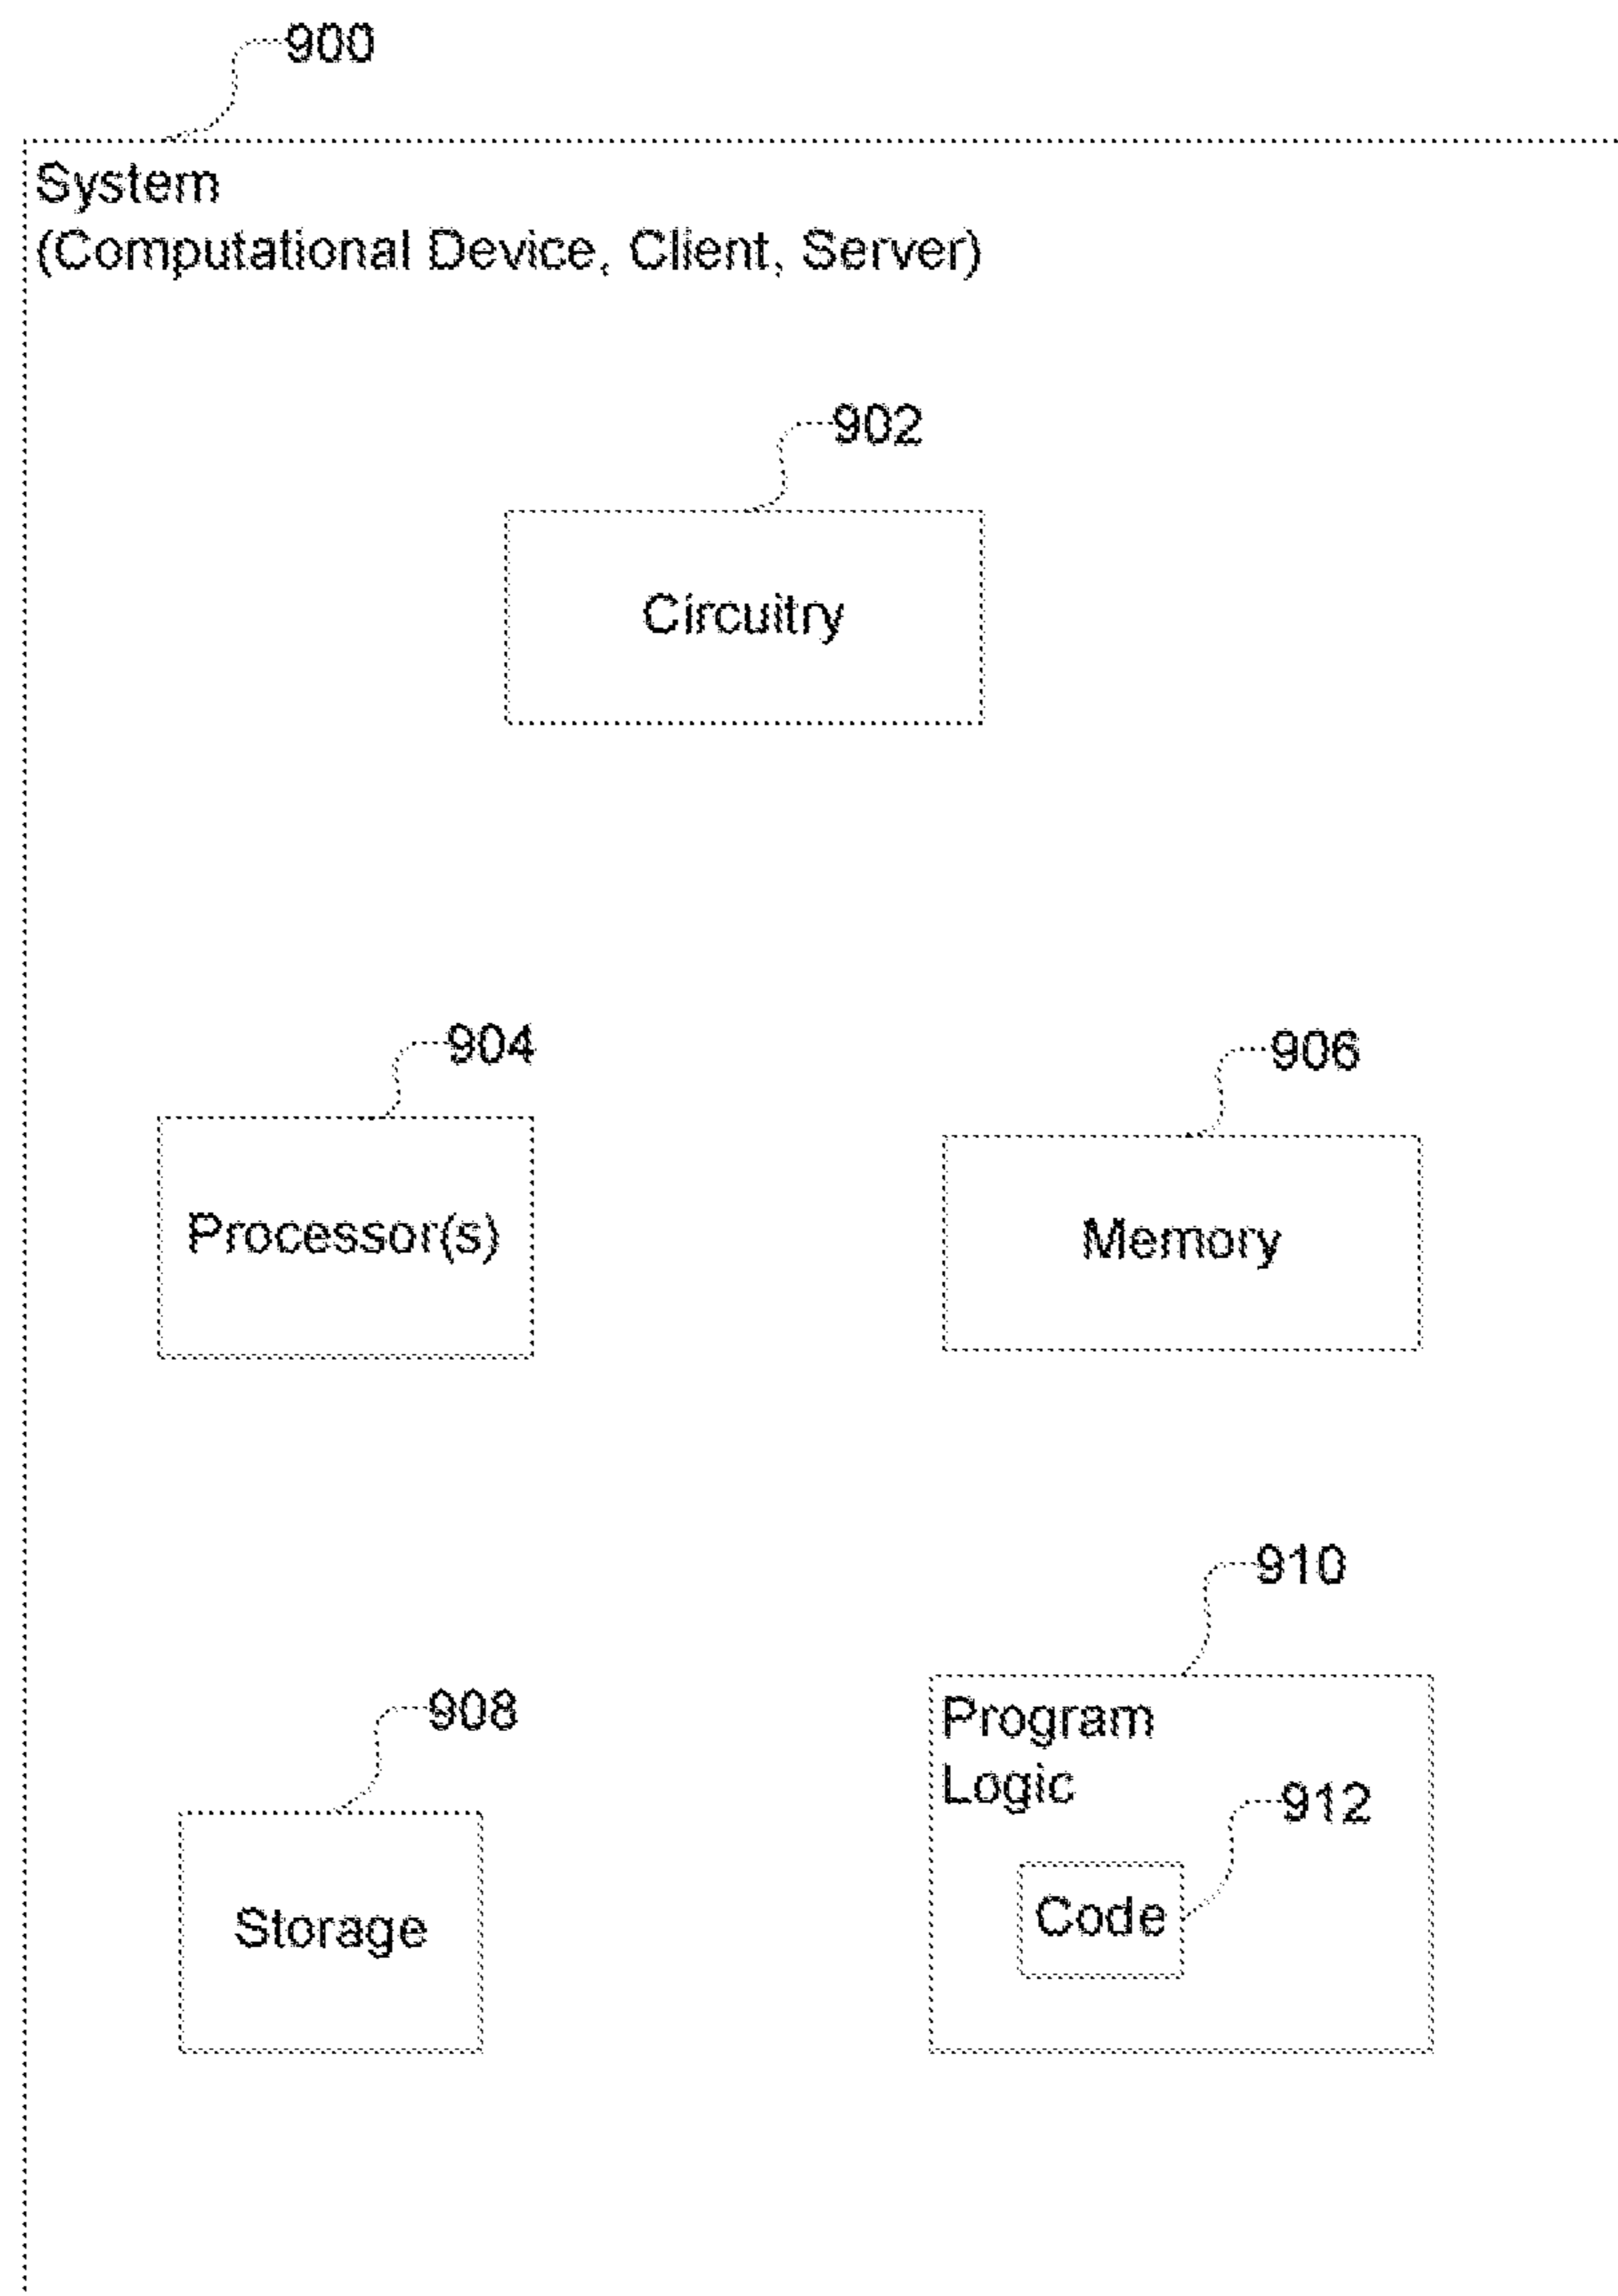 900
System
(Computational Device, Client, Server)
902
Circuitry
904
906
Processor(s)
Memory
910
908
Program
Logic
912
Code
Storage